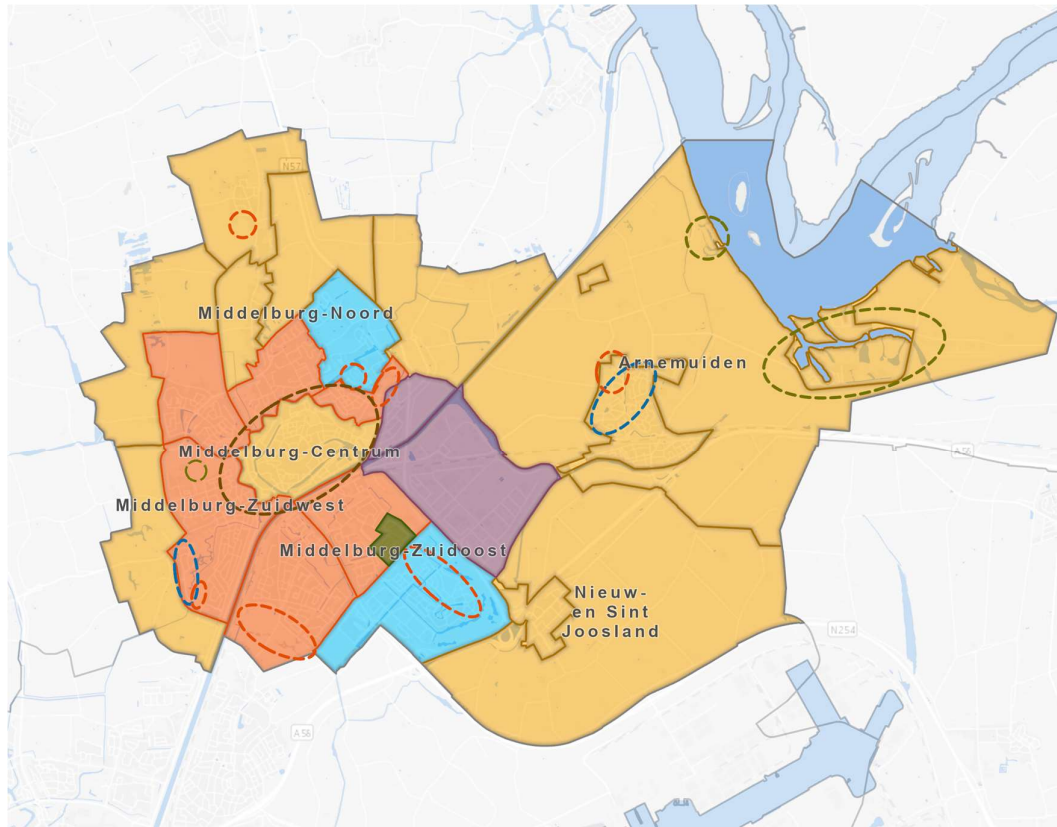 N57
Middelburg-Noord
Arnemuiden
Middelburg-Centrum
A58
Middelburg-Zuidwest
Middelburg-Zuidoost
Nieuw-
en Sint
Joosland
N254
A58